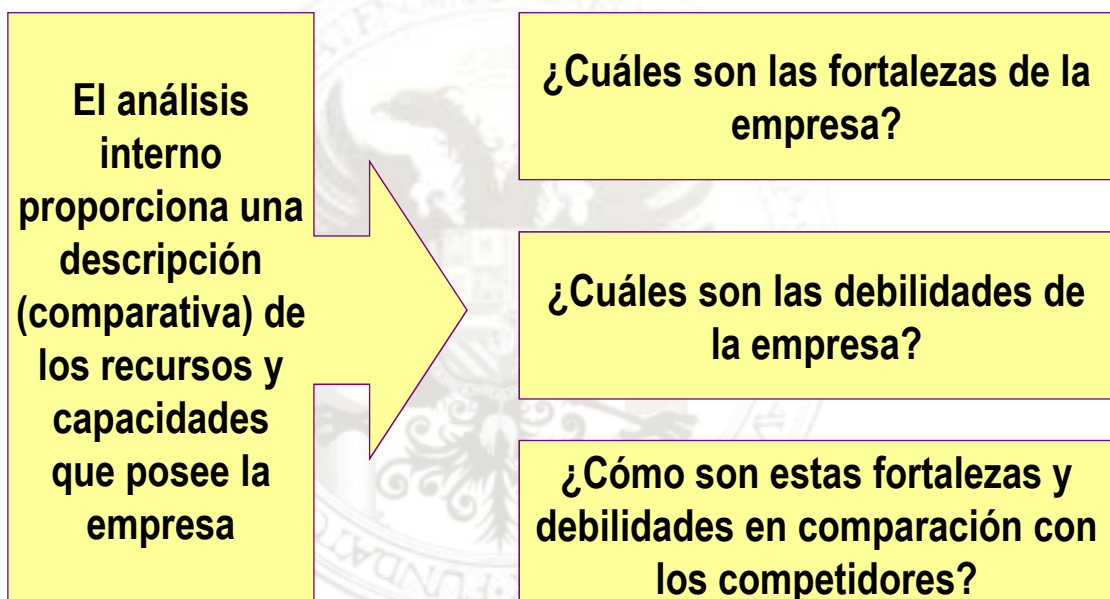 El análisis
interno
proporciona una
descripción
(comparativa) de
los recursos y
capacidades
que posee la
empresa
¿Cuáles son las fortalezas de la
empresa?
¿Cuáles son las debilidades de
la empresa?
¿Cómo son estas fortalezas y
debilidades en comparación con
los competidores?